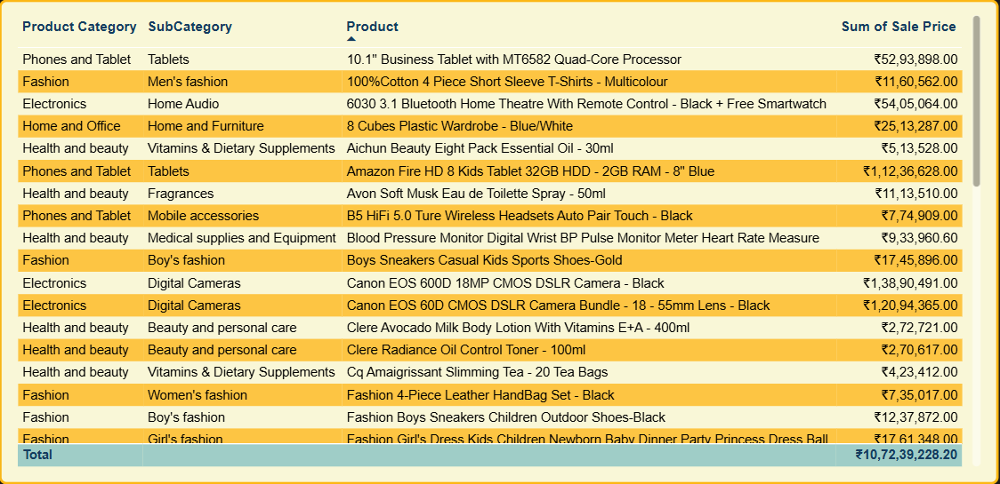 Product Category SubCategory Product Sum of Sale Price
Phones and Tablet Tablets 10.1" Business Tablet with MT6582 Quad-Core Processor ₹52,93,898.00
Fashion Men's fashion 100%Cotton 4 Piece Short Sleeve T-Shirts - Multicolour ₹11,60,562.00
Electronics Home Audio 6030 3.1 Bluetooth Home Theatre With Remote Control - Black + Free Smartwatch ₹54,05,064.00
Home and Office Home and Furniture 8 Cubes Plastic Wardrobe - Blue/White ₹25,13,287.00
Health and beauty Vitamins & Dietary Supplements Aichun Beauty Eight Pack Essential Oil - 30ml ₹5,13,528.00
Phones and Tablet Tablets Amazon Fire HD 8 Kids Tablet 32GB HDD - 2GB RAM - 8" Blue ₹1,12,36,628.00
Health and beauty Fragrances Avon Soft Musk Eau de Toilette Spray - 50ml ₹11,13,510.00
Phones and Tablet Mobile accessories B5 HiFi 5.0 Ture Wireless Headsets Auto Pair Touch - Black ₹7,74,909.00
Health and beauty Medical supplies and Equipment Blood Pressure Monitor Digital Wrist BP Pulse Monitor Meter Heart Rate Measure ₹9,33,960.60
Fashion Boy's fashion Boys Sneakers Casual Kids Sports Shoes-Gold ₹17,45,896.00
Electronics Digital Cameras Canon EOS 600D 18MP CMOS DSLR Camera - Black ₹1,38,90,491.00
Electronics Digital Cameras Canon EOS 60D CMOS DSLR Camera Bundle - 18 - 55mm Lens - Black ₹1,20,94,365.00
Health and beauty Beauty and personal care Clere Avocado Milk Body Lotion With Vitamins E+A - 400ml ₹2,72,721.00
Health and beauty Beauty and personal care Clere Radiance Oil Control Toner - 100ml ₹2,70,617.00
Health and beauty Vitamins & Dietary Supplements Cq Amaigrissant Slimming Tea - 20 Tea Bags ₹4,23,412.00
Fashion Women's fashion Fashion 4-Piece Leather HandBag Set - Black ₹7,35,017.00
Fashion Boy's fashion Fashion Boys Sneakers Children Outdoor Shoes-Black ₹12,37,872.00
Fashion Girl's fashion Fashion Girl's Dress Kids Children Newborn Baby Dinner Party Princess Dress Ball ₹17,61,348.00
Total ₹10,72,39,228.20